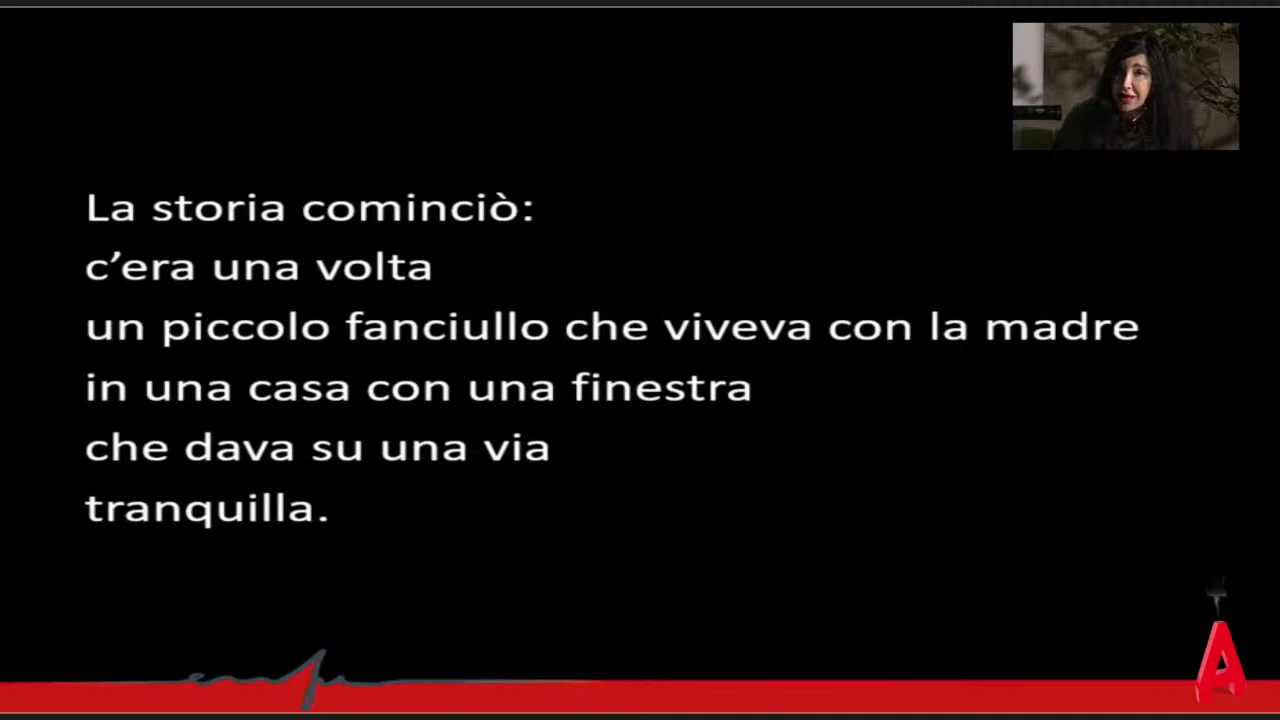 La storia cominciò:
c’era una volta
un piccolo fanciullo che viveva con la madre
in una casa con una finestra
che dava su una via
tranquilla.
A